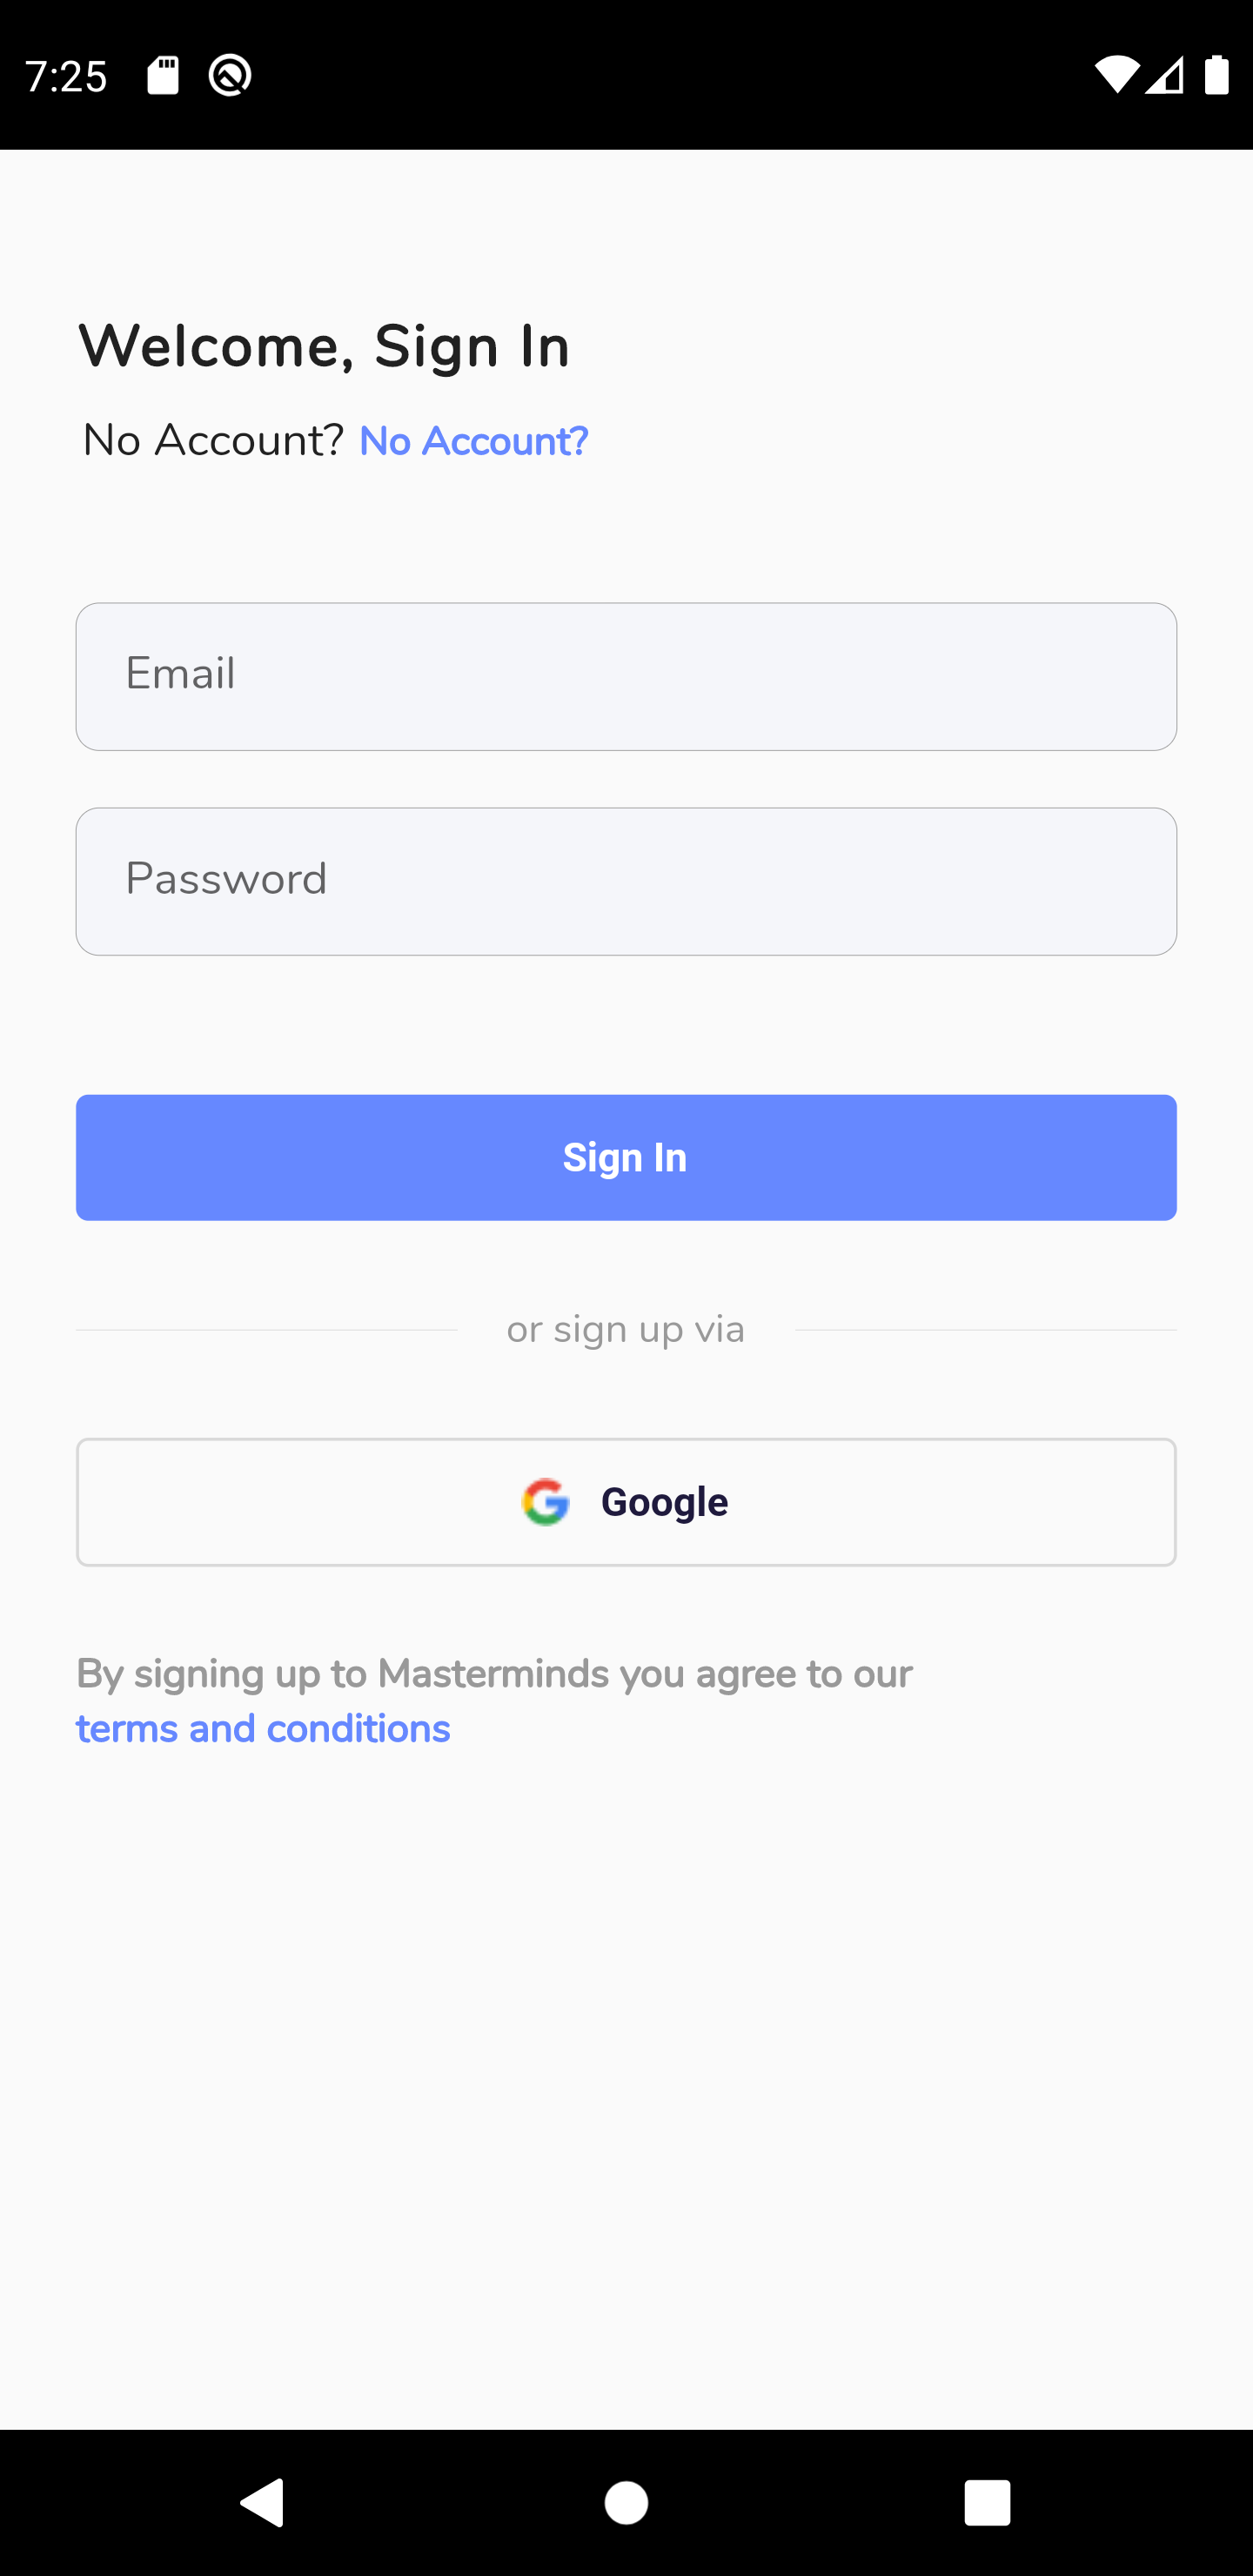 7:25
Welcome, Sign In
No Account? No Account?
Email
Password
Sign In
or sign up via
Google
By signing up to Masterminds you agree to our
terms and conditions